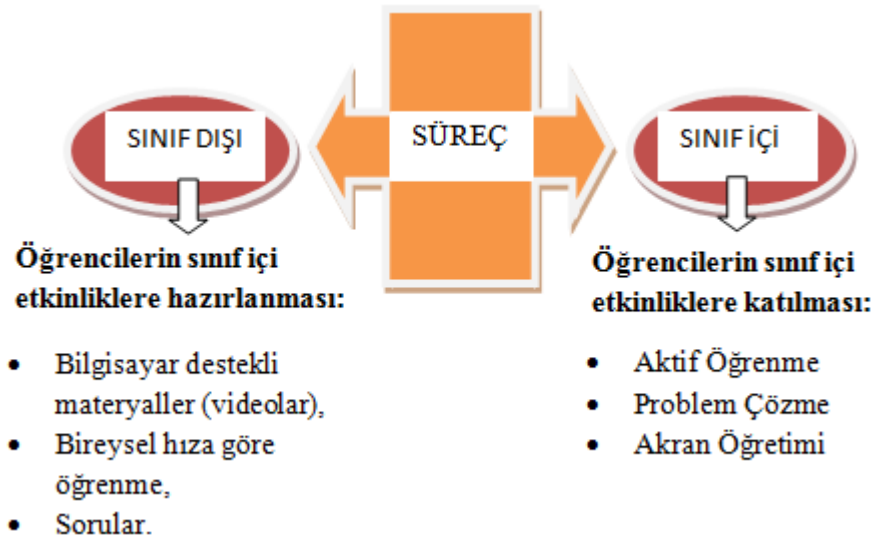 SINIF DIŞI
SÜREÇ
SINIF İÇİ
Öğrencilerin sınıf içi
etkinliklere hazırlanması:
• Bilgisayar destekli
materyaller (videolar),
• Bireysel hıza göre
öğrenme,
• Sorular.
Öğrencilerin sınıf içi
etkinliklere katılması:
• Aktif Öğrenme
• Problem Çözme
• Akran Öğretimi